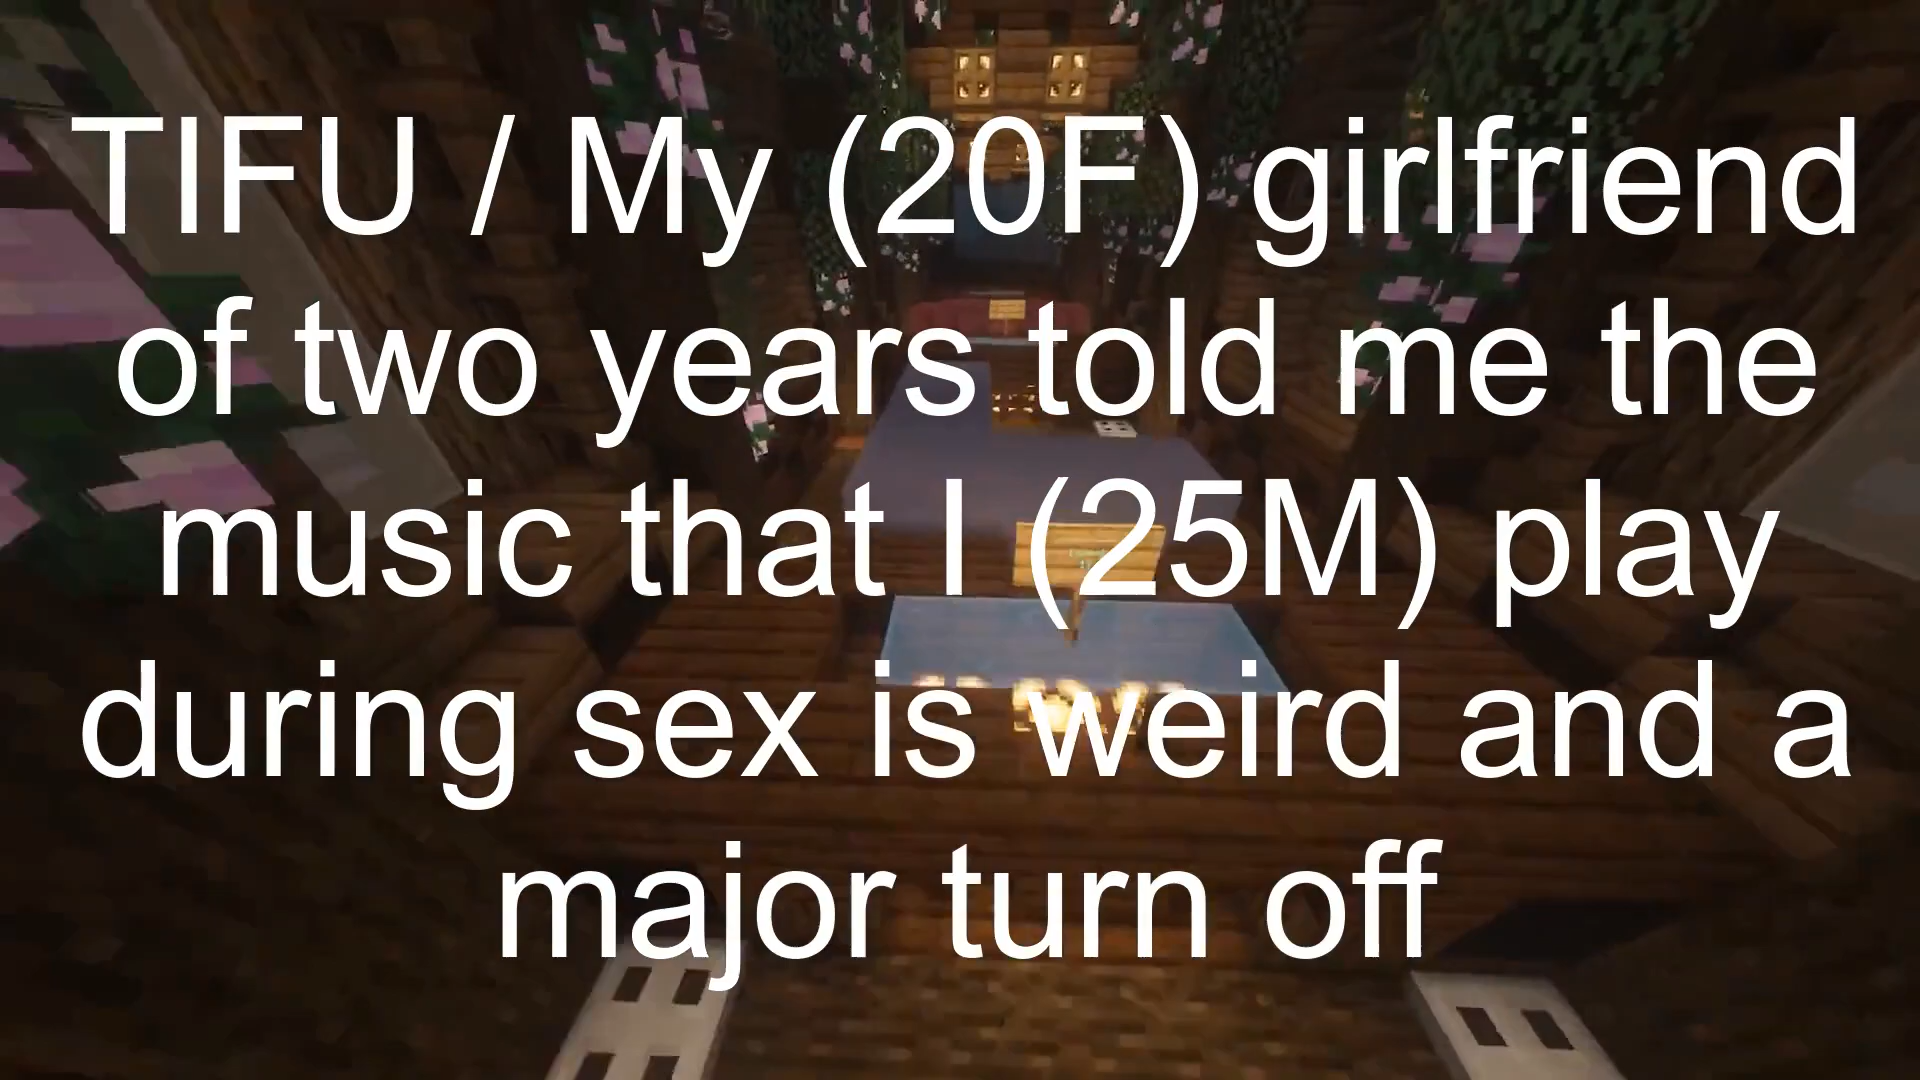 TIFU / My (20F) girlfriend
of two years told me the
music that I (25M) play
during sex is weird and a
major turn off